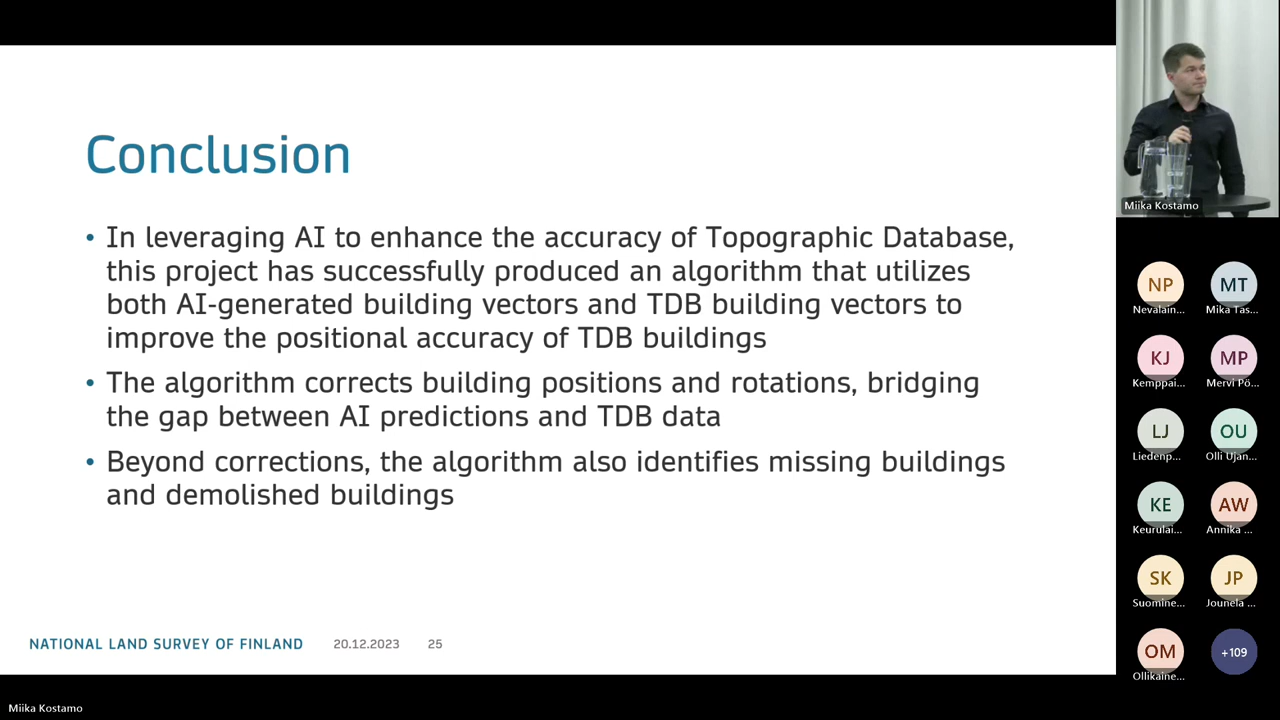 Conclusion
• In leveraging AI to enhance the accuracy of Topographic Database,
this project has successfully produced an algorithm that utilizes
both AI-generated building vectors and TDB building vectors to
improve the positional accuracy of TDB buildings
• The algorithm corrects building positions and rotations, bridging
the gap between AI predictions and TDB data
• Beyond corrections, the algorithm also identifies missing buildings
and demolished buildings
NATIONAL LAND SURVEY OF FINLAND 20.12.2023 25
Miika Kostamo
Miika Kostamo
NP MT
Nevalain... Mika Tas...
KJ MP
Kemppai... Mervi Pö...
LJ OU
Liedenp... Olli Ujan...
KE AW
Keurulai... Annika ...
SK JP
Suomine... Jounela ...
OM +109
Ollikaine...